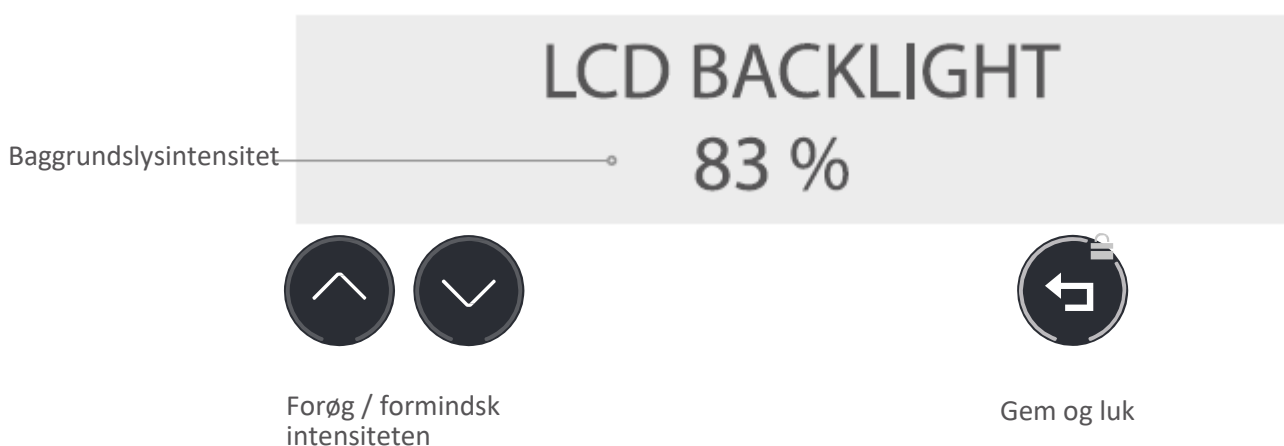 LCD BACKLIGHT
Baggrundslysintensitet
83 %
Forøg / formindsk
intensiteten
Gem og luk